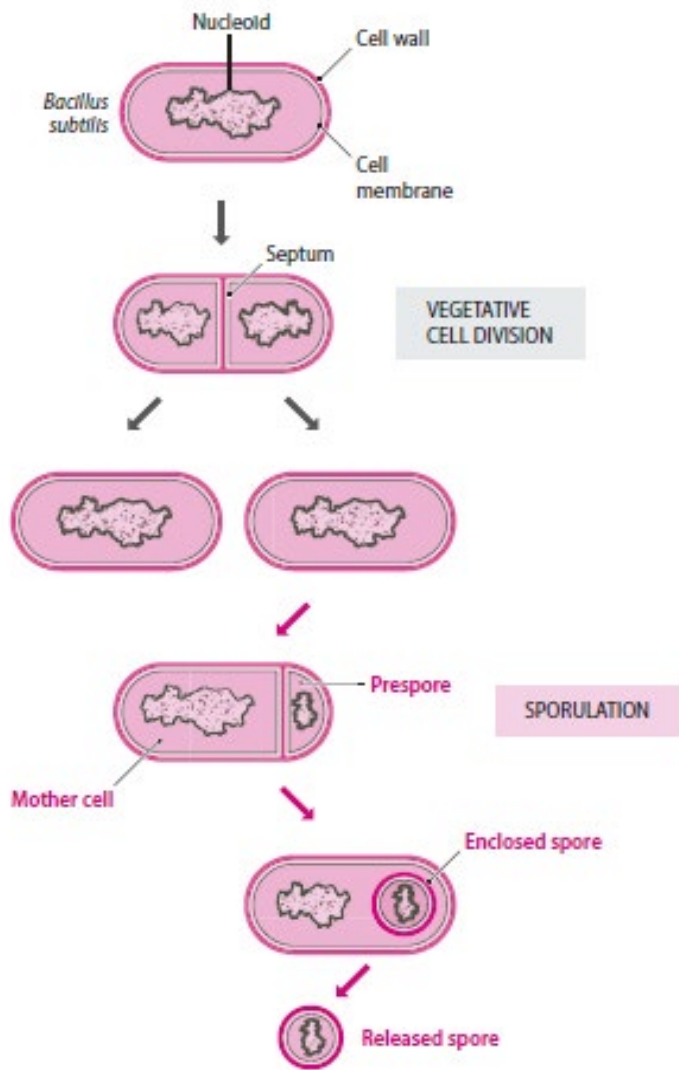 Nucleoid
Cell wall
Bacillus
subtilis
Cell
membrane
Septum
VEGETATIVE
CELL DIVISION
Prespore
SPORULATION
Mother cell
Enclosed spore
Released spore